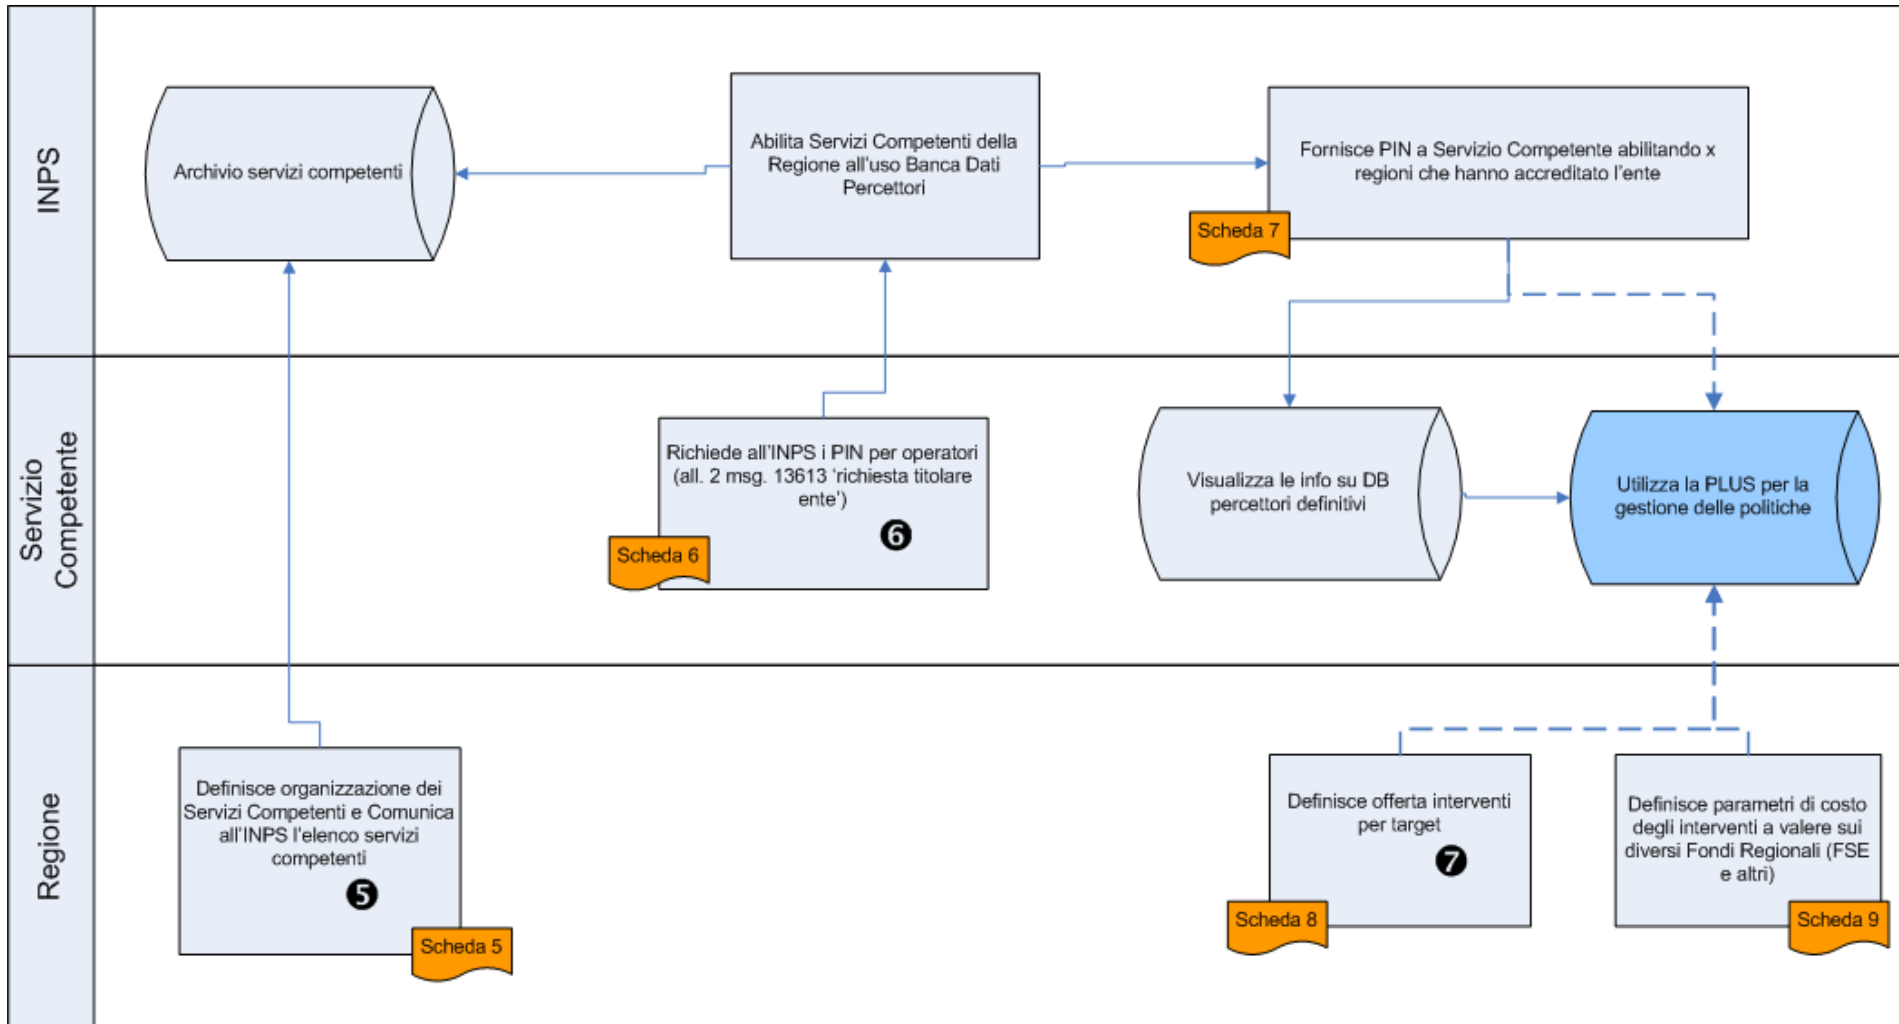 INPS
Archivio servizi competenti
Abilita Servizi Competenti della
Regione all'uso Banca Dati
Percettori
Fornisce PIN a Servizio Competente abilitando x
regioni che hanno accreditato l'ente
Scheda 7
Servizio
Competente
Richiede all'INPS i PIN per operatori
(all. 2 msg. 13613 'richiesta titolare
ente')
6
Scheda 6
Visualizza le info su DB
percettori definitivi
Utilizza la PLUS per la
gestione delle politiche
Regione
Definisce organizzazione dei
Servizi Competenti e Comunica
all'INPS l'elenco servizi
competenti
5
Scheda 5
Definisce offerta interventi
per target
7
Scheda 8
Definisce parametri di costo
degli interventi a valere sui
diversi Fondi Regionali (FSE
e altri)
Scheda 9